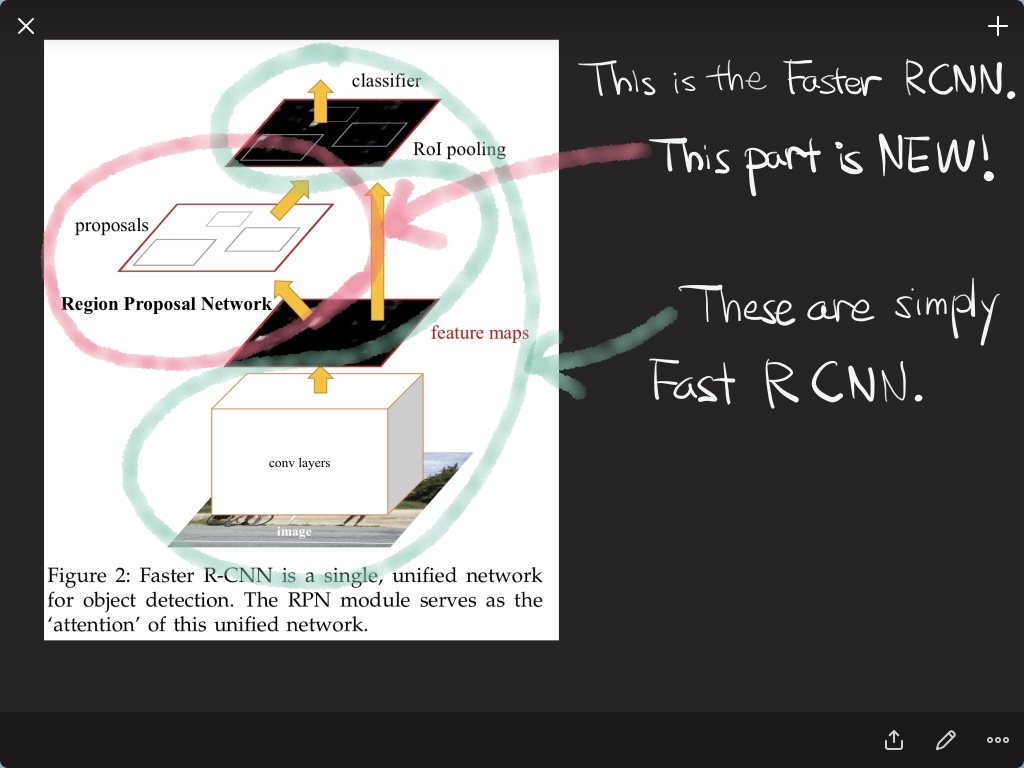 classifier
This is the Faster RCNN.
RoI pooling
This part is NEW!
proposals
Region Proposal Network
feature maps
These are simply
Fast RCNN.
conv layers
image
Figure 2: Faster R-CNN is a single, unified network
for object detection. The RPN module serves as the
‘attention’ of this unified network.